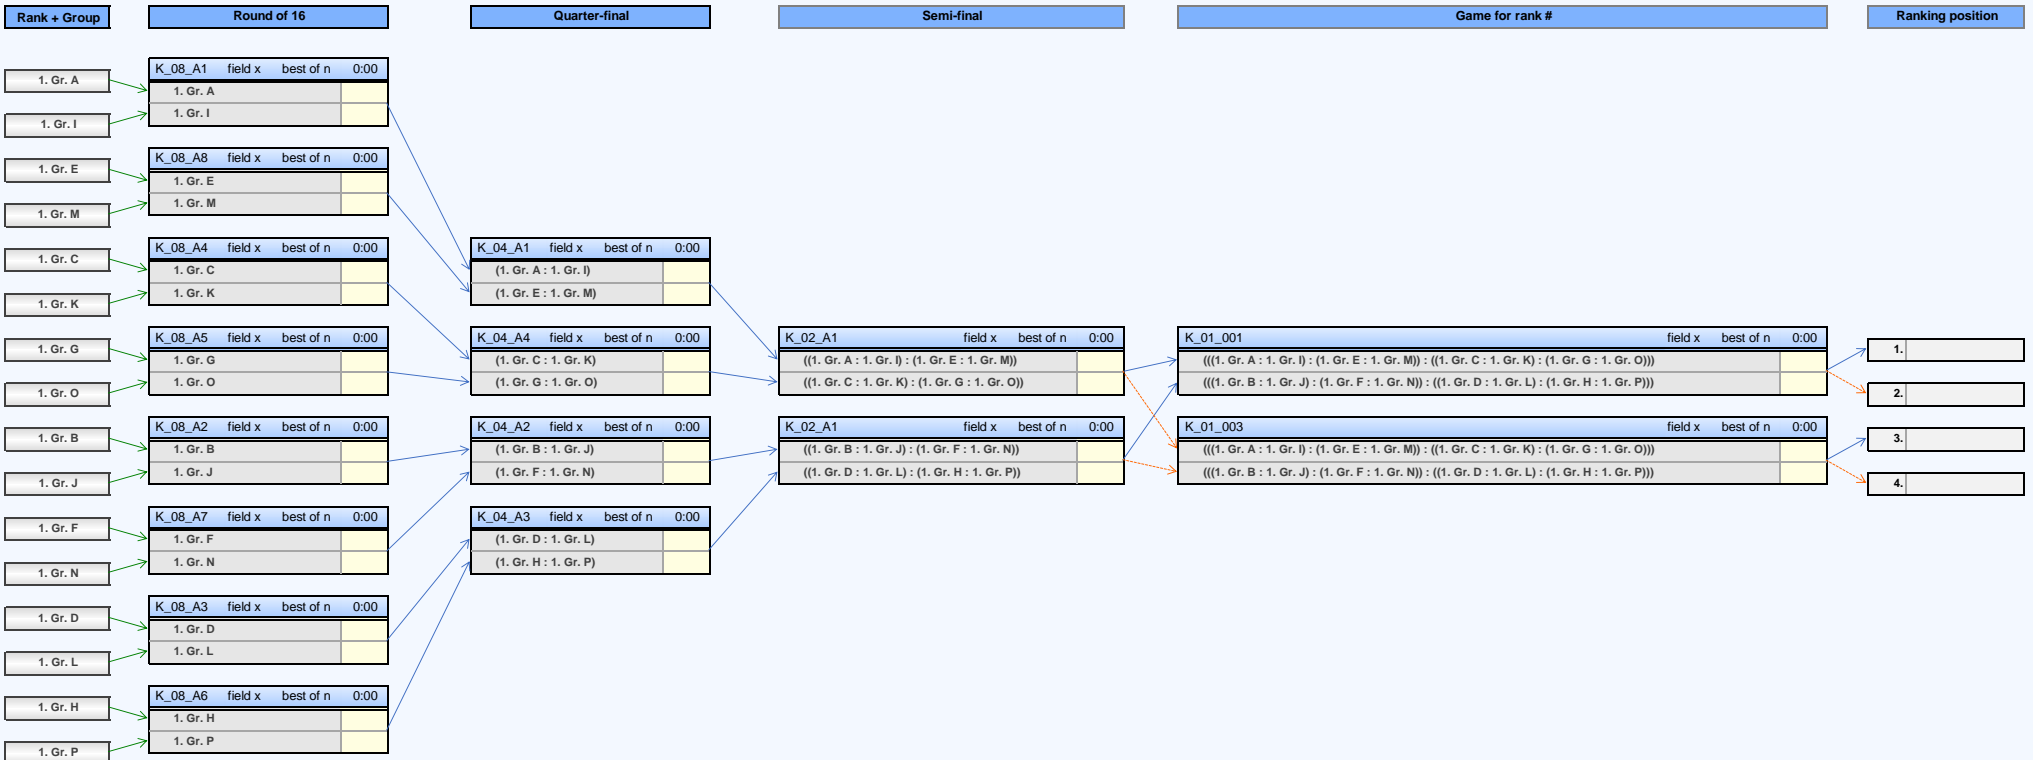 Rank + Group
Round of 16
Quarter-final
Semi-final
Game for rank #
Ranking position
1. Gr. A
1. Gr. I
1. Gr. E
1. Gr. M
1. Gr. C
1. Gr. K
1. Gr. G
1. Gr. O
1. Gr. B
1. Gr. J
1. Gr. F
1. Gr. N
1. Gr. D
1. Gr. L
1. Gr. H
1. Gr. P
K_08_A1 field x best of n 0:00
1. Gr. A
1. Gr. I
K_08_A8 field x best of n 0:00
1. Gr. E
1. Gr. M
K_08_A4 field x best of n 0:00
1. Gr. C
1. Gr. K
K_08_A5 field x best of n 0:00
1. Gr. G
1. Gr. O
K_08_A2 field x best of n 0:00
1. Gr. B
1. Gr. J
K_08_A7 field x best of n 0:00
1. Gr. F
1. Gr. N
K_08_A3 field x best of n 0:00
1. Gr. D
1. Gr. L
K_08_A6 field x best of n 0:00
1. Gr. H
1. Gr. P
K_04_A1 field x best of n 0:00
(1. Gr. A : 1. Gr. I)
(1. Gr. E : 1. Gr. M)
K_04_A4 field x best of n 0:00
(1. Gr. C : 1. Gr. K)
(1. Gr. G : 1. Gr. O)
K_04_A2 field x best of n 0:00
(1. Gr. B : 1. Gr. J)
(1. Gr. F : 1. Gr. N)
K_04_A3 field x best of n 0:00
(1. Gr. D : 1. Gr. L)
(1. Gr. H : 1. Gr. P)
K_02_A1 field x best of n 0:00
((1. Gr. A : 1. Gr. I) : (1. Gr. E : 1. Gr. M))
((1. Gr. C : 1. Gr. K) : (1. Gr. G : 1. Gr. O))
K_02_A1 field x best of n 0:00
((1. Gr. B : 1. Gr. J) : (1. Gr. F : 1. Gr. N))
((1. Gr. D : 1. Gr. L) : (1. Gr. H : 1. Gr. P))
K_01_001 field x best of n 0:00
(((1. Gr. A : 1. Gr. I) : (1. Gr. E : 1. Gr. M)) : ((1. Gr. C : 1. Gr. K) : (1. Gr. G : 1. Gr. O)))
(((1. Gr. B : 1. Gr. J) : (1. Gr. F : 1. Gr. N)) : ((1. Gr. D : 1. Gr. L) : (1. Gr. H : 1. Gr. P)))
K_01_003 field x best of n 0:00
(((1. Gr. A : 1. Gr. I) : (1. Gr. E : 1. Gr. M)) : ((1. Gr. C : 1. Gr. K) : (1. Gr. G : 1. Gr. O)))
(((1. Gr. B : 1. Gr. J) : (1. Gr. F : 1. Gr. N)) : ((1. Gr. D : 1. Gr. L) : (1. Gr. H : 1. Gr. P)))
1.
2.
3.
4.